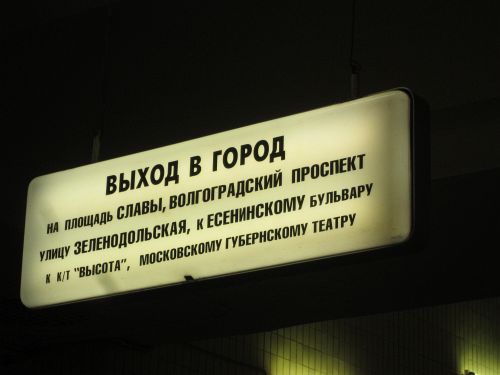 ВЫХОД В ГОРОД
НА ПЛОЩАДЬ СЛАВЫ, ВОЛГОГРАДСКИЙ ПРОСПЕКТ
УЛИЦУ ЗЕЛЕНОДОЛЬСКАЯ, К ЕСЕНИНСКОМУ БУЛЬВАРУ
К К/Т "ВЫСОТА", МОСКОВСКОМУ ГУБЕРНСКОМУ ТЕАТРУ